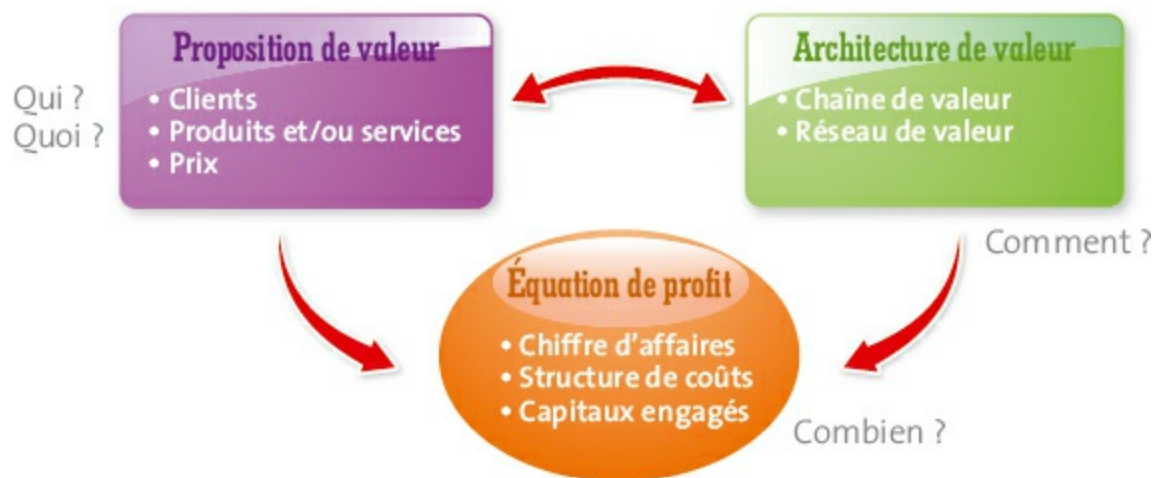 Proposition de valeur
Qui ?
Quoi ?
• Clients
• Produits et/ou services
• Prix
Architecture de valeur
• Chaîne de valeur
• Réseau de valeur
Comment ?
Équation de profit
• Chiffre d'affaires
• Structure de coûts
• Capitaux engagés
Combien ?